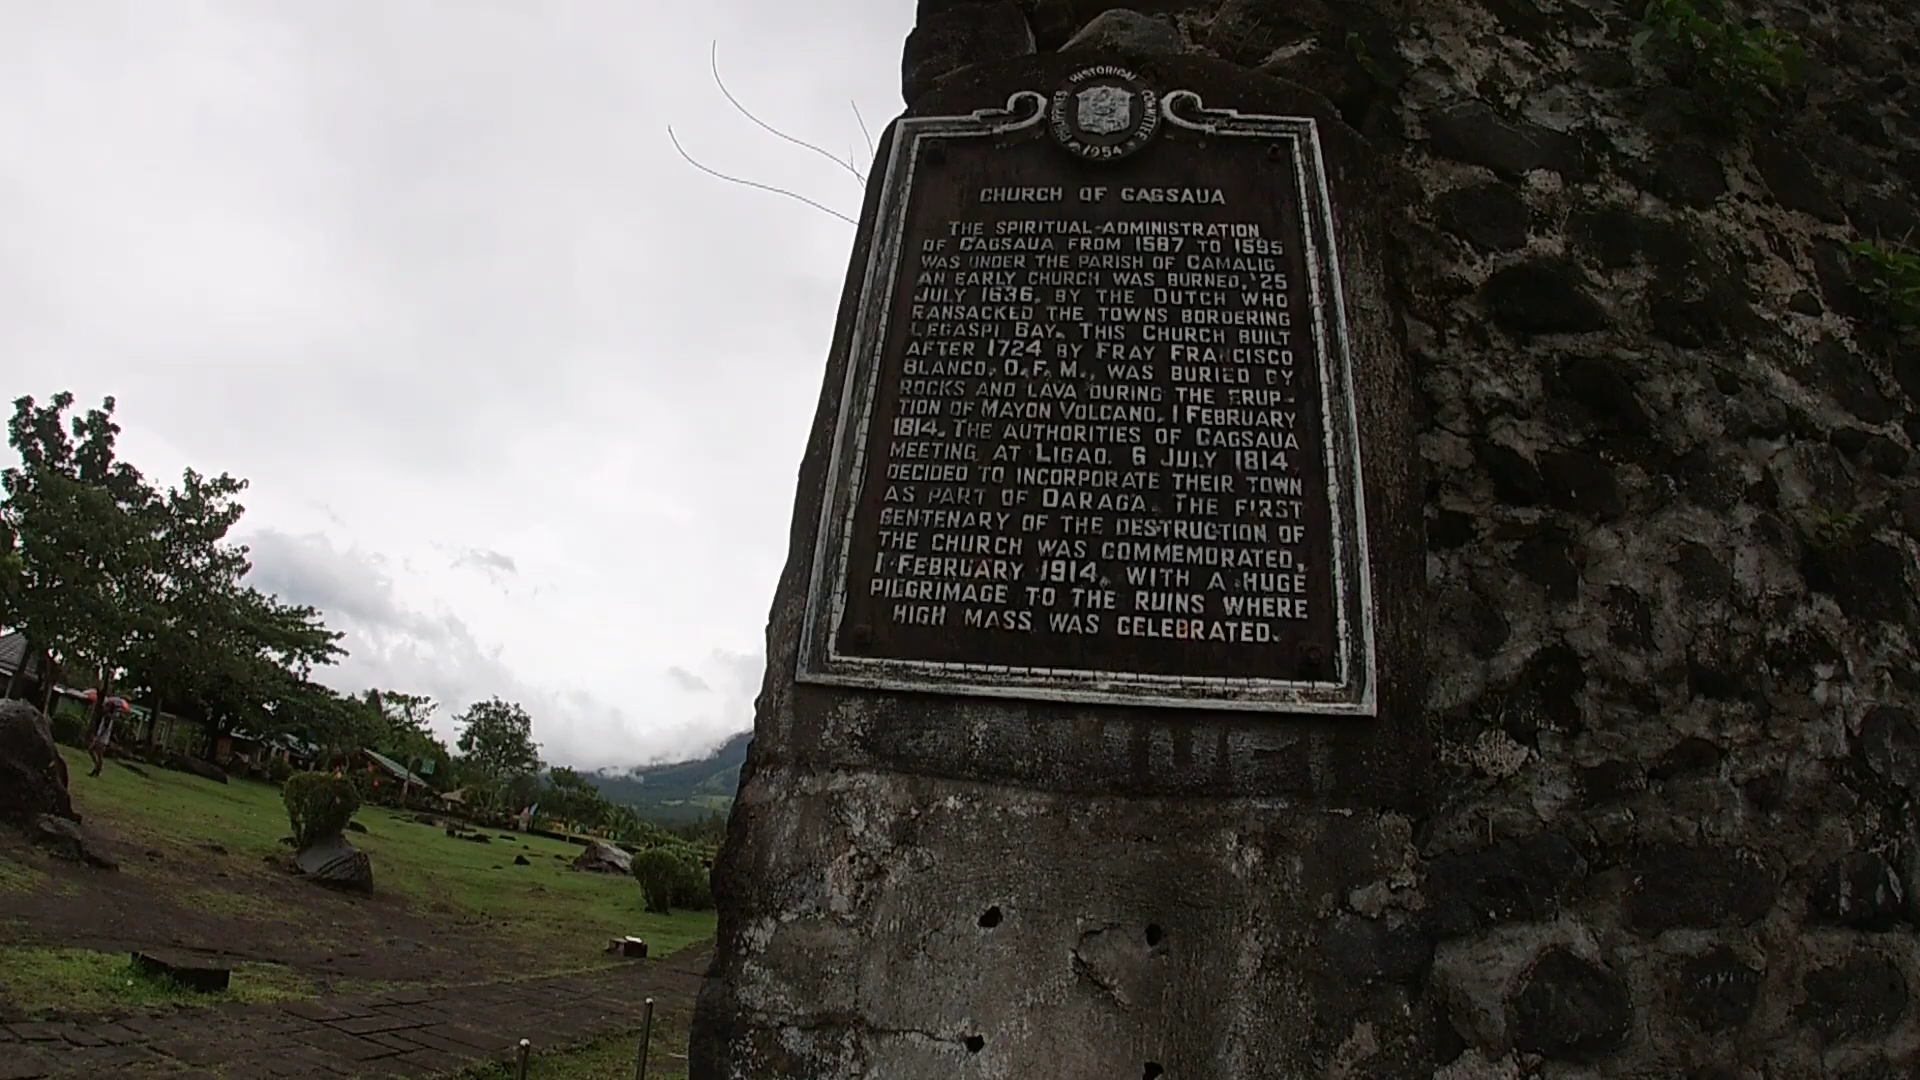 PHILIPPINES HISTORICAL COMMITTEE
1954
CHURCH OF CAGSAUA
THE SPIRITUAL ADMINISTRATION
OF CAGSAUA FROM 1587 TO 1595
WAS UNDER THE PARISH OF CAMALIG
AN EARLY CHURCH WAS BURNED, 25
JULY 1636, BY THE DUTCH WHO
RANSACKED THE TOWNS BORDERING
LEGASPI BAY. THIS CHURCH BUILT
AFTER 1724 BY FRAY FRANCISCO
BLANCO, O.F.M., WAS BURIED BY
ROCKS AND LAVA DURING THE ERUP-
TION OF MAYON VOLCANO, 1 FEBRUARY
1814. THE AUTHORITIES OF CAGSAUA
MEETING AT LIGAO, 6 JULY 1814,
DECIDED TO INCORPORATE THEIR TOWN
AS PART OF DARAGA. THE FIRST
CENTENARY OF THE DESTRUCTION OF
THE CHURCH WAS COMMEMORATED,
1 FEBRUARY 1914, WITH A HUGE
PILGRIMAGE TO THE RUINS WHERE
HIGH MASS WAS CELEBRATED.